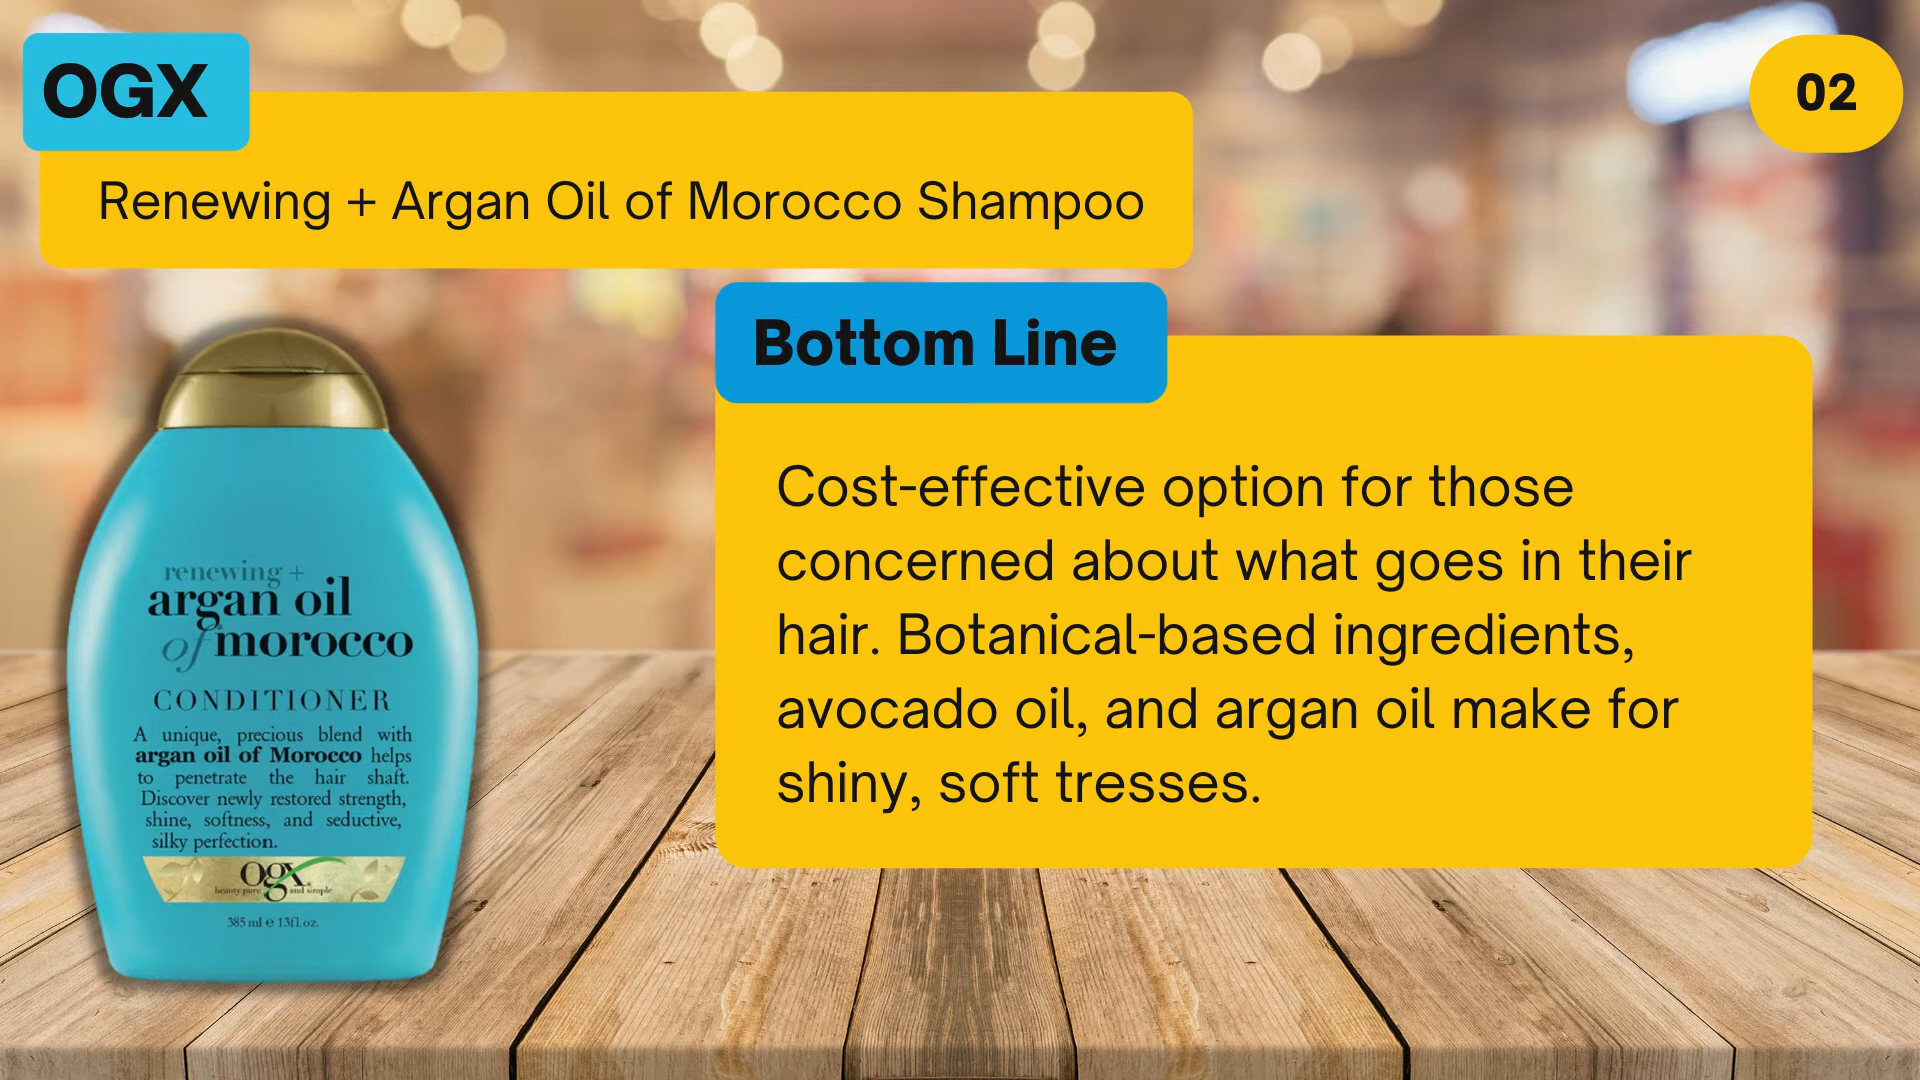 OGX
Renewing + Argan Oil of Morocco Shampoo
02
Bottom Line
Cost-effective option for those
concerned about what goes in their
hair. Botanical-based ingredients,
avocado oil, and argan oil make for
shiny, soft tresses.
renewing +
argan oil
of morocco
CONDITIONER
A unique, precious blend with
argan oil of Morocco helps
to penetrate the hair shaft.
Discover newly restored strength,
shine, softness, and seductive,
silky perfection.
ogx
beauty pure and simple
385 ml e 13fl.oz.